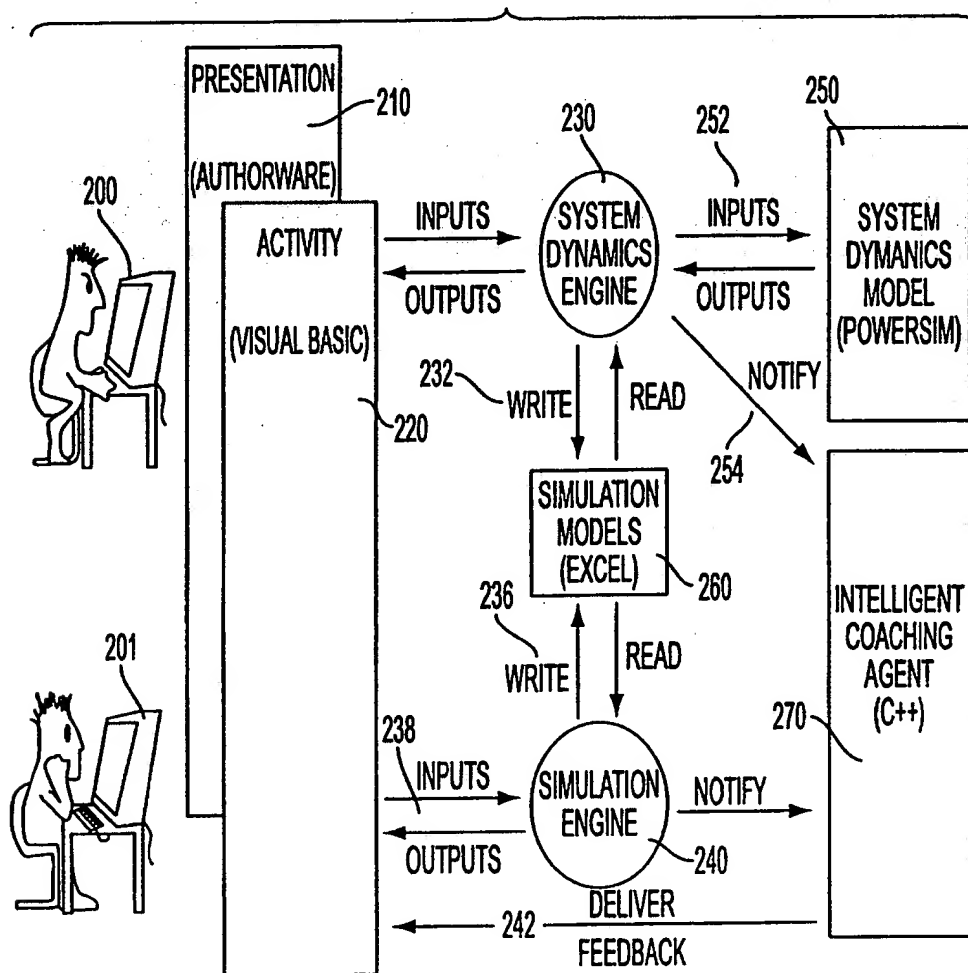 PRESENTATION
210
(AUTHORWARE)
200
ACTIVITY
(VISUAL BASIC)
220
INPUTS
OUTPUTS
230
SYSTEM
DYNAMICS
ENGINE
252
INPUTS
OUTPUTS
250
SYSTEM
DYMANICS
MODEL
(POWERSIM)
232
WRITE
READ
NOTIFY
254
SIMULATION
MODELS
(EXCEL)
260
236
WRITE
READ
INTELLIGENT
COACHING
AGENT
(C++)
270
201
238
INPUTS
OUTPUTS
SIMULATION
ENGINE
240
NOTIFY
242
DELIVER
FEEDBACK